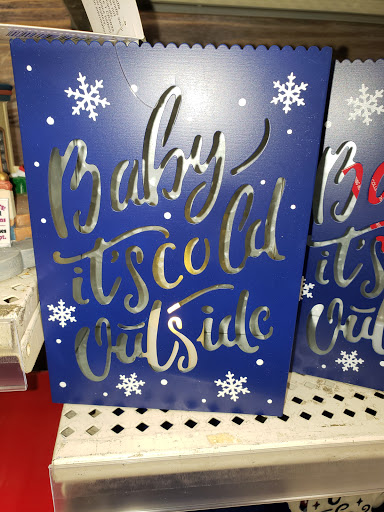 Baby,
it's cold
outside